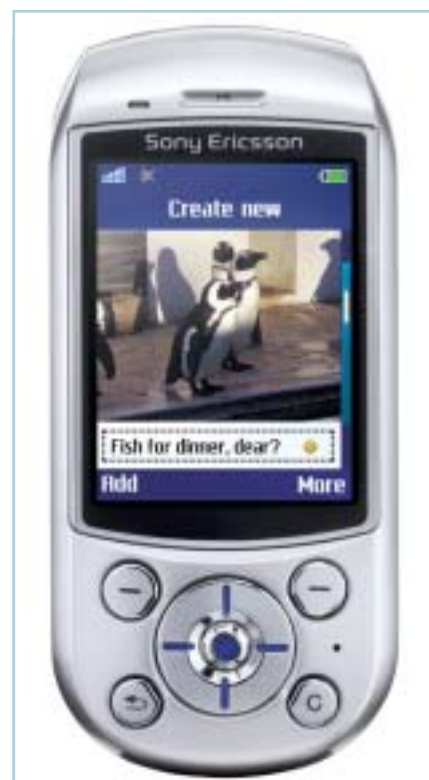 Sony Ericsson
Create new
Fish for dinner, dear?
Add More
C